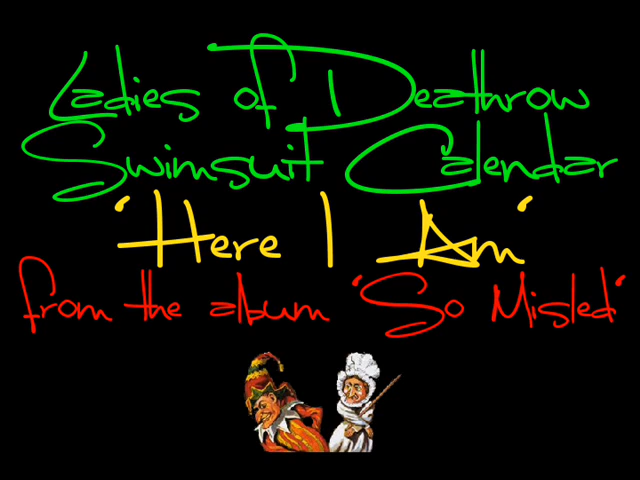 Ladies of Deathrow
Swimsuit Calendar
'Here I Am'
from the album 'So Misled'